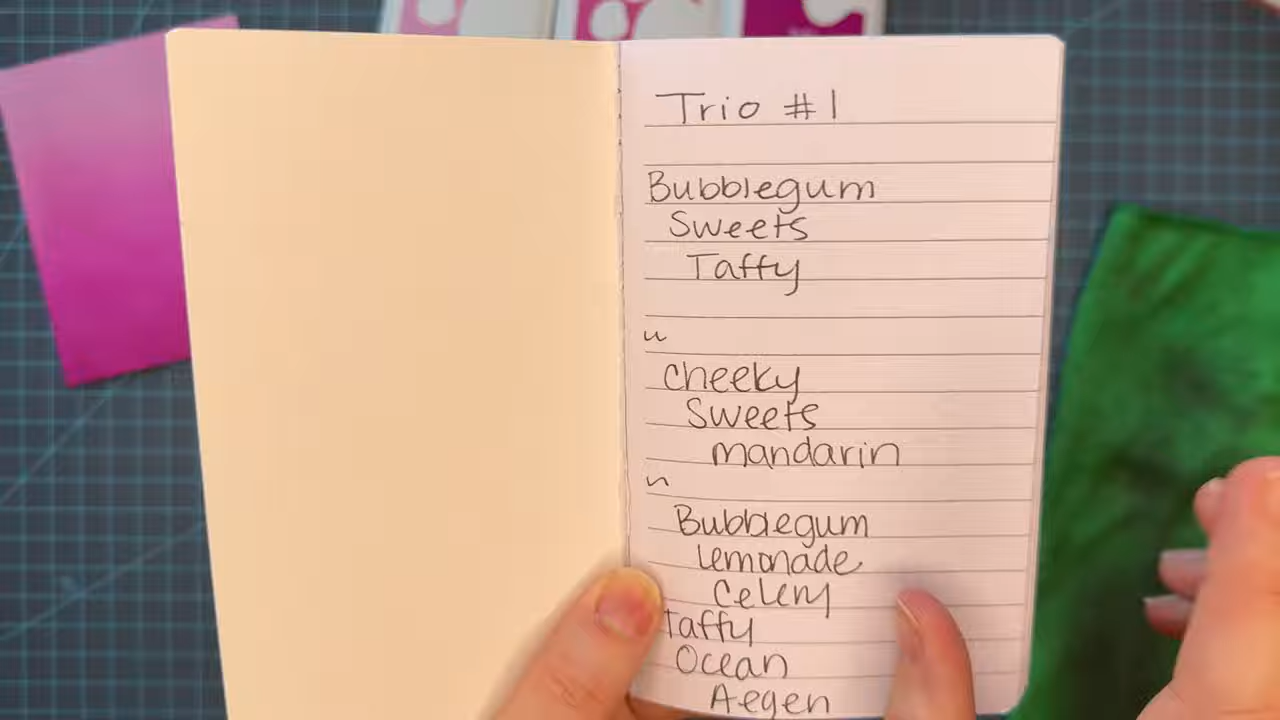 Trio #1
Bubblegum
Sweets
Taffy
cheeky
Sweets
mandarin
Bubblegum
Lemonade
Celery
Taffy
Ocean
Aegen